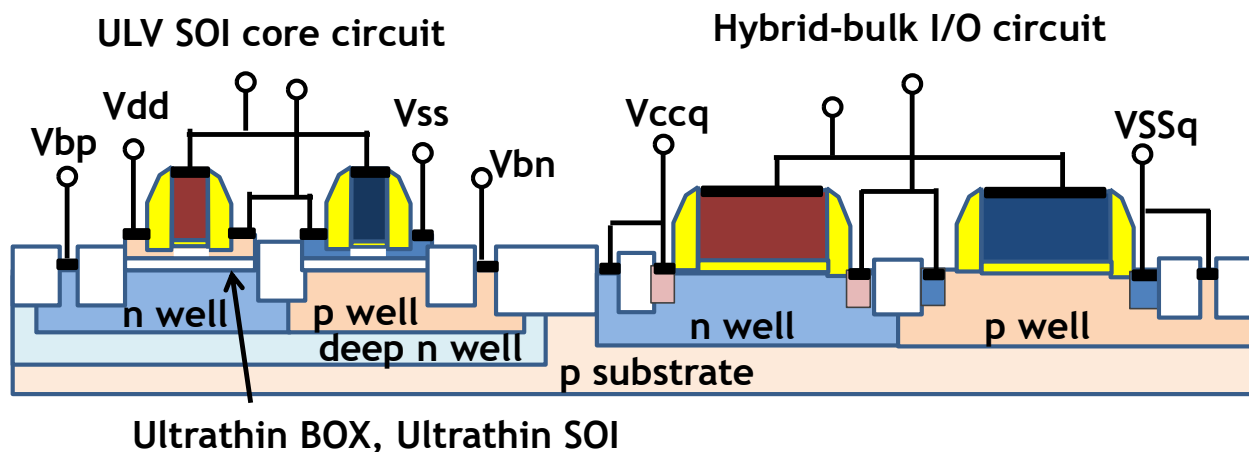 ULV SOI core circuit
Hybrid-bulk I/O circuit
Vbp
Vdd
Vss
Vbn
Vccq
VSSq
n well
p well
deep n well
n well
p well
p substrate
Ultrathin BOX, Ultrathin SOI